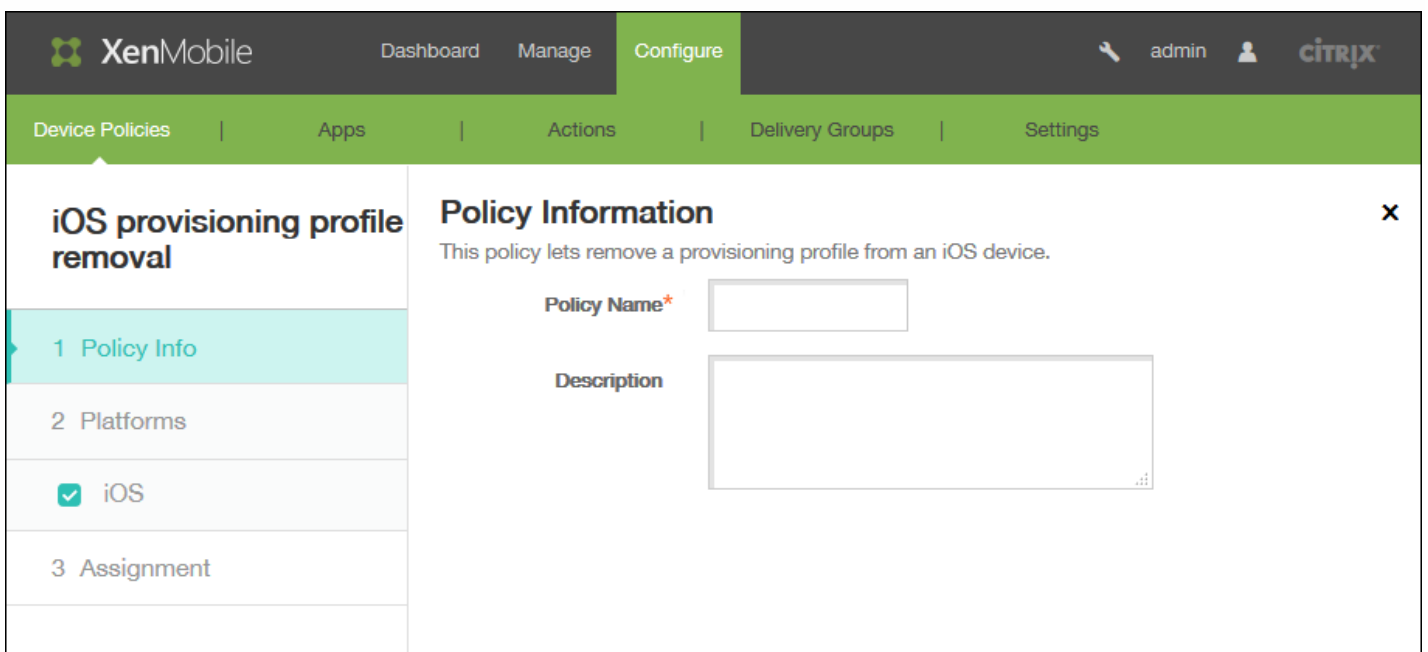 XenMobile Dashboard Manage Configure admin CİTRIX
Device Policies | Apps | Actions | Delivery Groups | Settings
iOS provisioning profile
removal
1 Policy Info
2 Platforms
iOS
3 Assignment
Policy Information
This policy lets remove a provisioning profile from an iOS device.
Policy Name*
Description